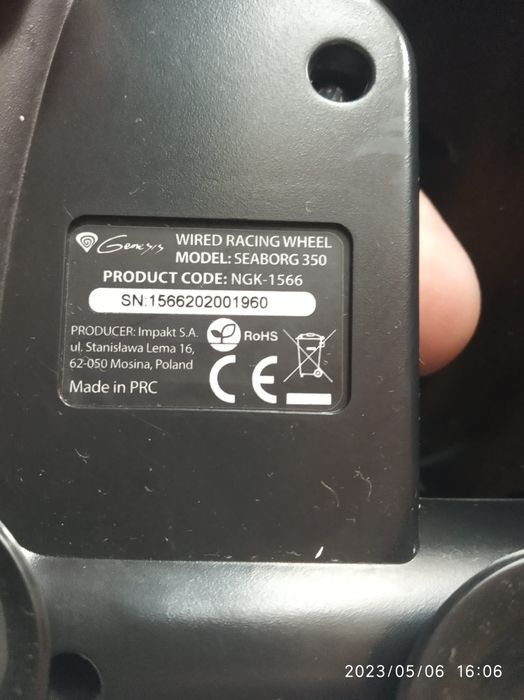 Genesis
WIRED RACING WHEEL
MODEL: SEABORG 350
PRODUCT CODE: NGK-1566
SN:1566202001960
PRODUCER: Impakt S.A.
ul. Stanisława Lema 16,
62-050 Mosina, Poland
Made in PRC
RoHS
CE
2023/05/06 16:06